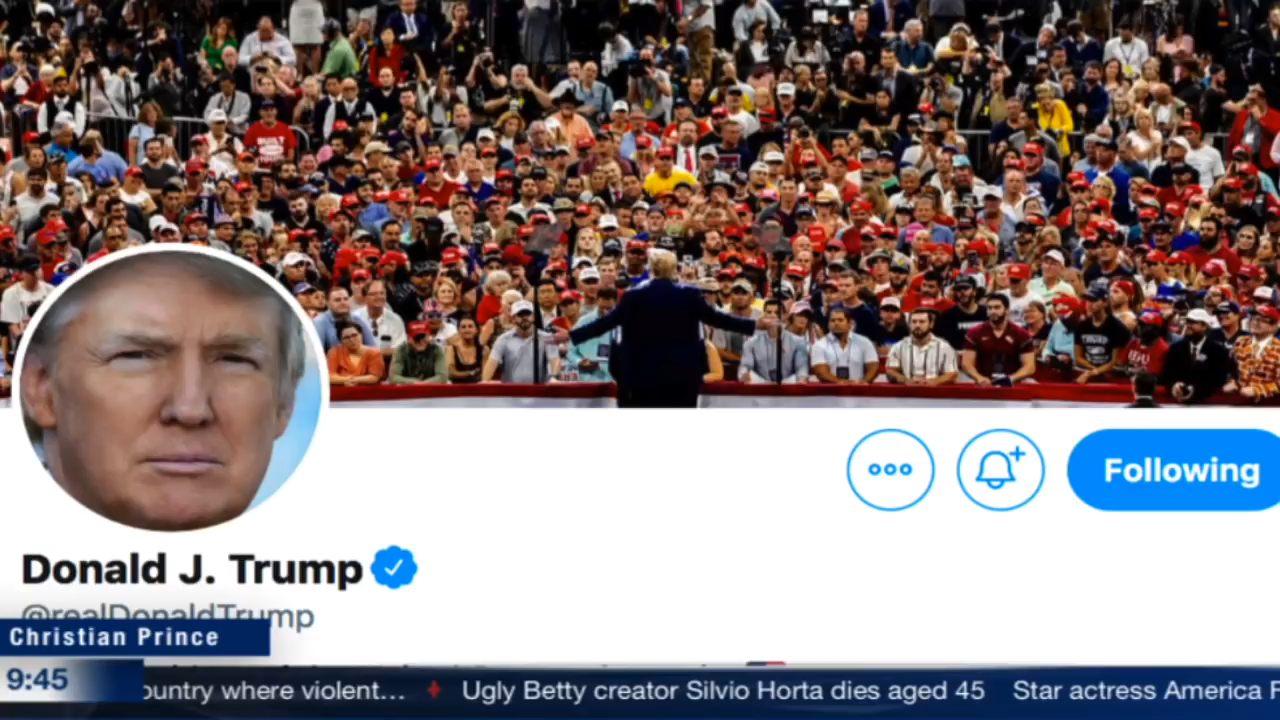 Following
Donald J. Trump
@realDonaldTrump
Christian Prince
9:45
ountry where violent... Ugly Betty creator Silvio Horta dies aged 45 Star actress America F